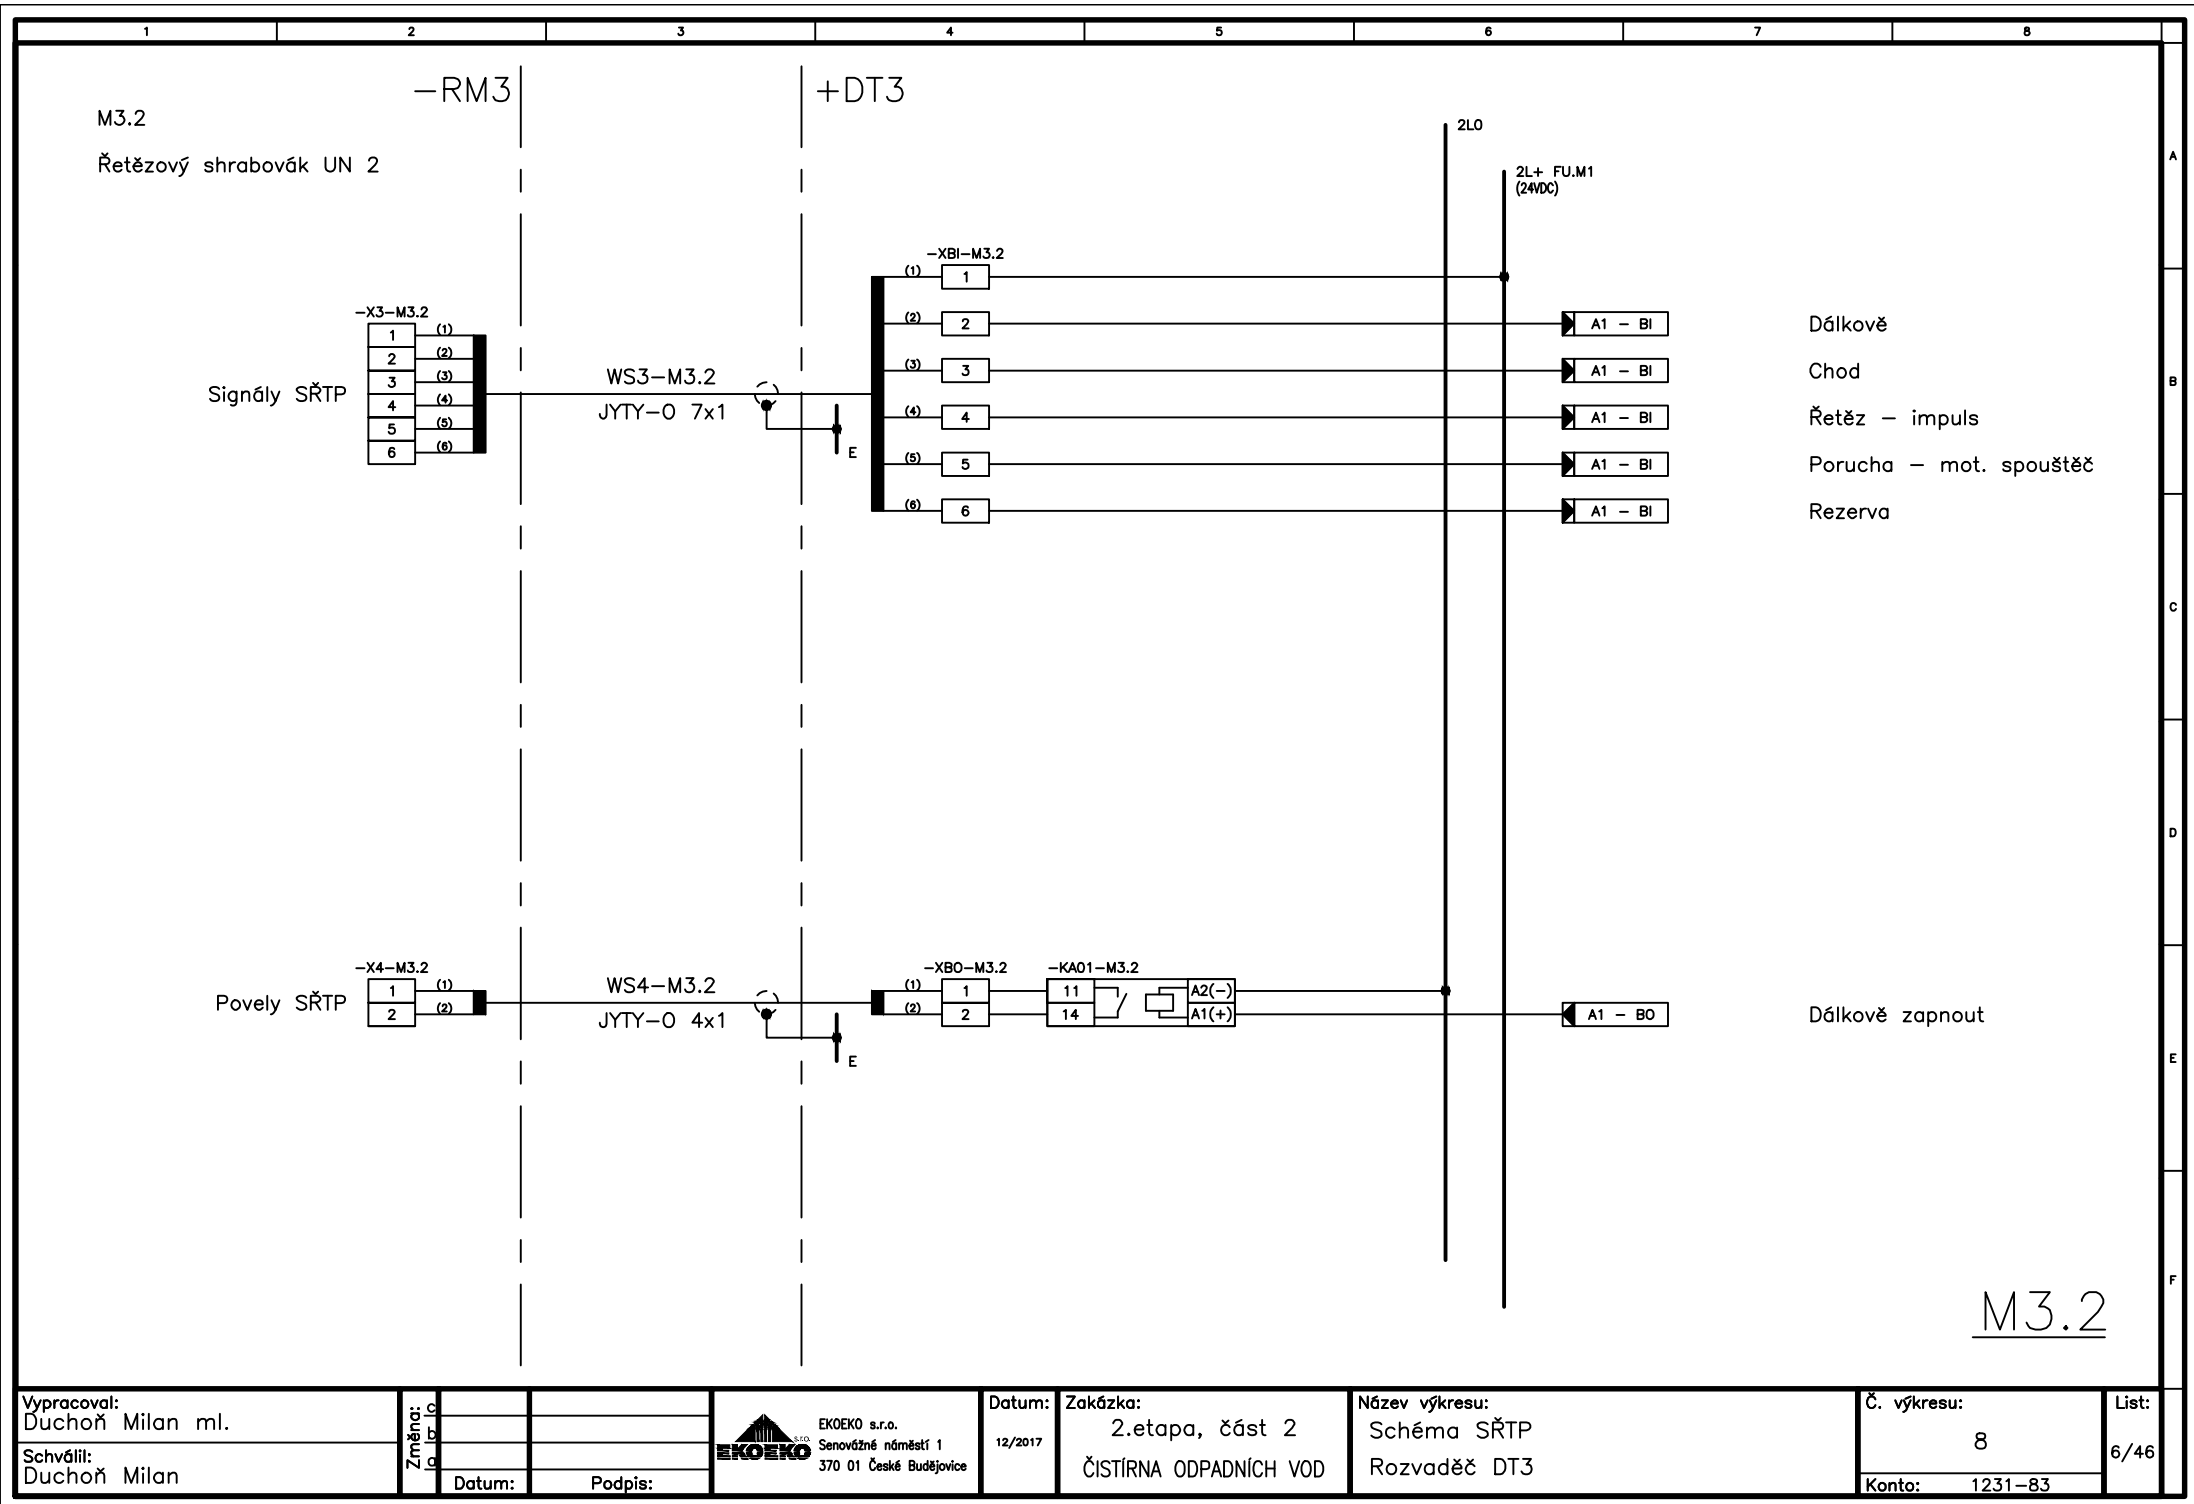 1 2 3 4 5 6 7 8
-RM3
+DT3
M3.2
Řetězový shrabovák UN 2
2L0
2L+ FU.M1
(24VDC)
A
-XBI-M3.2
(1) 1
-X3-M3.2
1 (1)
2 (2)
3 (3)
4 (4)
5 (5)
6 (6)
Signály SŘTP
WS3-M3.2
JYTY-O 7x1
E
(2) 2 A1 - BI Dálkově
(3) 3 A1 - BI Chod
B
(4) 4 A1 - BI Řetěz - impuls
(5) 5 A1 - BI Porucha - mot. spouštěč
(6) 6 A1 - BI Rezerva
C
D
-X4-M3.2
1 (1)
2 (2)
Povely SŘTP
WS4-M3.2
JYTY-O 4x1
E
-XBO-M3.2
(1) 1
(2) 2
-KA01-M3.2
11 A2(-)
14 A1(+)
A1 - BO Dálkově zapnout
E
F
M3.2
Vypracoval:
Duchoň Milan ml.
Schválil:
Duchoň Milan
Změna:
c
b
a
Datum: Podpis:
EKOEKO s.r.o.
EKOEKO s.r.o.
Senovážné náměstí 1
370 01 České Budějovice
Datum:
12/2017
Zakázka:
2.etapa, část 2
ČISTÍRNA ODPADNÍCH VOD
Název výkresu:
Schéma SŘTP
Rozvaděč DT3
Č. výkresu:
8
Konto: 1231-83
List:
6/46